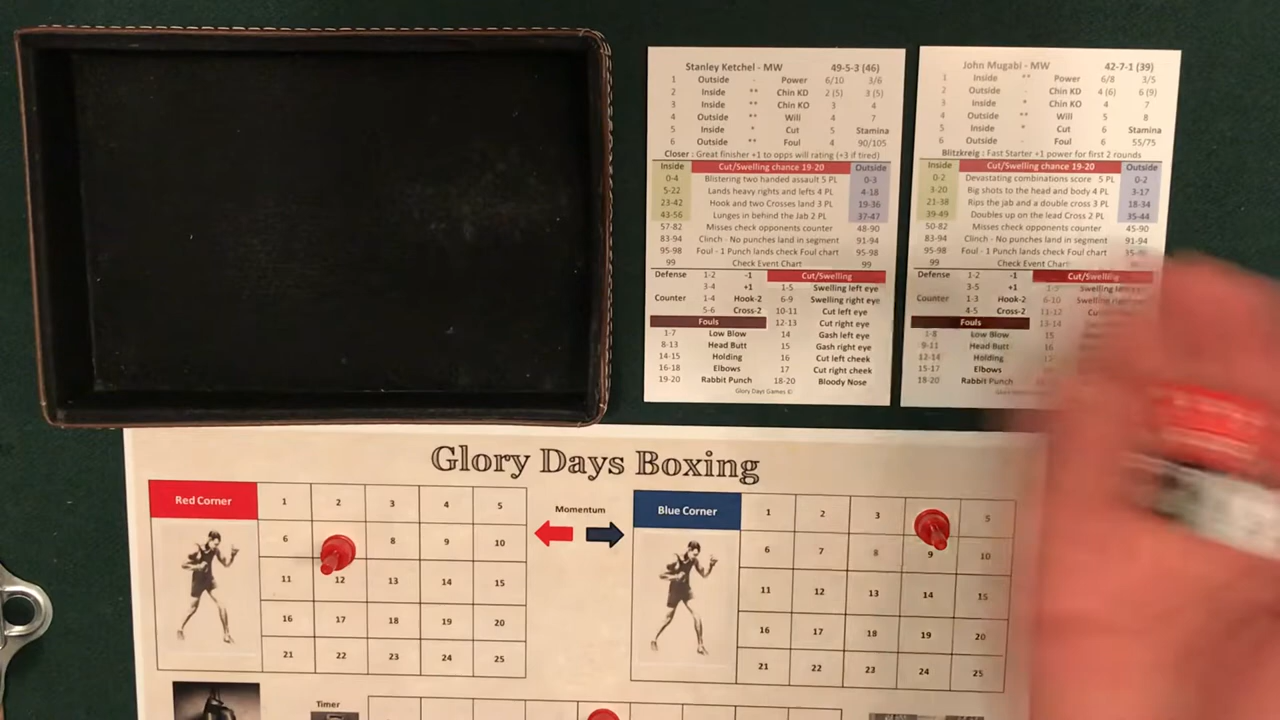 Stanley Ketchel - MW 49-5-3 (46)
1 Outside - Power 6/10 3/6
2 Inside ** Chin KD 2 (5) 3 (5)
3 Inside ** Chin KO 3 4
4 Outside ** Will 4 7
5 Inside * Cut 5 Stamina
6 Outside ** Foul 4 90/105
Closer : Great finisher +1 to opps will rating (+3 if tired)
Inside Cut/Swelling chance 19-20 Outside
0-4 Blistering two handed assault 5 PL 0-3
5-22 Lands heavy rights and lefts 4 PL 4-18
23-42 Hook and two Crosses land 3 PL 19-36
43-56 Lunges in behind the Jab 2 PL 37-47
57-82 Misses check opponents counter 48-90
83-94 Clinch - No punches land in segment 91-94
95-98 Foul - 1 Punch lands check Foul chart 95-98
99 Check Event Chart 99
Defense 1-2 -1 Cut/Swelling
3-4 +1 1-5 Swelling left eye
Counter 1-4 Hook-2 6-9 Swelling right eye
5-6 Cross-2 10-11 Cut left eye
Fouls 12-13 Cut right eye
1-7 Low Blow 14 Gash left eye
8-13 Head Butt 15 Gash right eye
14-15 Holding 16 Cut left cheek
16-18 Elbows 17 Cut right cheek
19-20 Rabbit Punch 18-20 Bloody Nose
Glory Days Games ©
John Mugabi - MW 42-7-1 (39)
1 Inside ** Power 6/8 3/5
2 Outside - Chin KD 4 (6) 6 (9)
3 Inside * Chin KO 4 7
4 Outside - Will 5 8
5 Inside * Cut 6 Stamina
6 Outside - Foul 6 55/75
Blitzkreig : Fast Starter +1 power for first 2 rounds
Inside Cut/Swelling chance 19-20 Outside
0-2 Devastating combinations score 5 PL 0-2
3-20 Big shots to the head and body 4 PL 3-17
21-38 Rips the jab and a double cross 3 PL 18-34
39-49 Doubles up on the lead Cross 2 PL 35-44
50-82 Misses check opponents counter 45-90
83-94 Clinch - No punches land in segment 91-94
95-98 Foul - 1 Punch lands check Foul chart
99 Check Event Chart 99
Defense 1-2 -1 Cut/Swelling
3-5 +1 Swelling left
Counter 1-3 Hook-2 6-10 Swelling right
4-5 Cross-2 11-12
Fouls 13-14
1-8 Low Blow 15
9-11 Head Butt 16
12-14 Holding
15-17 Elbows
18-20 Rabbit Punch
Glory Days Boxing
Red Corner 1 2 3 4 5
6 8 9 10
11 12 13 14 15
16 17 18 19 20
21 22 23 24 25
Momentum
Blue Corner 1 2 3 5
6 7 8 9 10
11 12 13 14 15
16 17 18 19 20
21 22 23 24 25
Timer